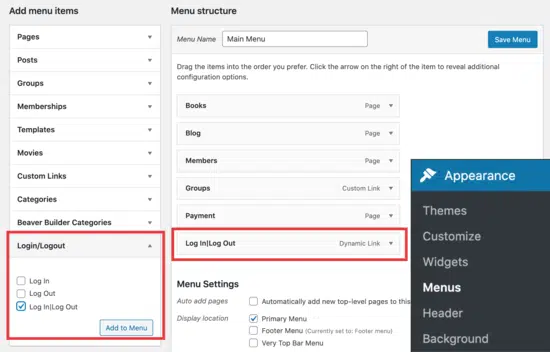 Add menu items
Pages
Posts
Groups
Memberships
Templates
Movies
Custom Links
Categories
Beaver Builder Categories
Login/Logout
Log In
Log Out
Log In|Log Out
Add to Menu
Menu structure
Menu Name Main Menu
Save Menu
Drag the items into the order you prefer. Click the arrow on the right of the item to reveal additional
configuration options.
Books Page
Blog Page
Members Page
Groups Custom Link
Payment Page
Log In|Log Out Dynamic Link
Menu Settings
Auto add pages Automatically add new top-level pages to this
Display location Primary Menu
Footer Menu (Currently set to: Footer menu)
Very Top Bar Menu
Appearance
Themes
Customize
Widgets
Menus
Header
Background